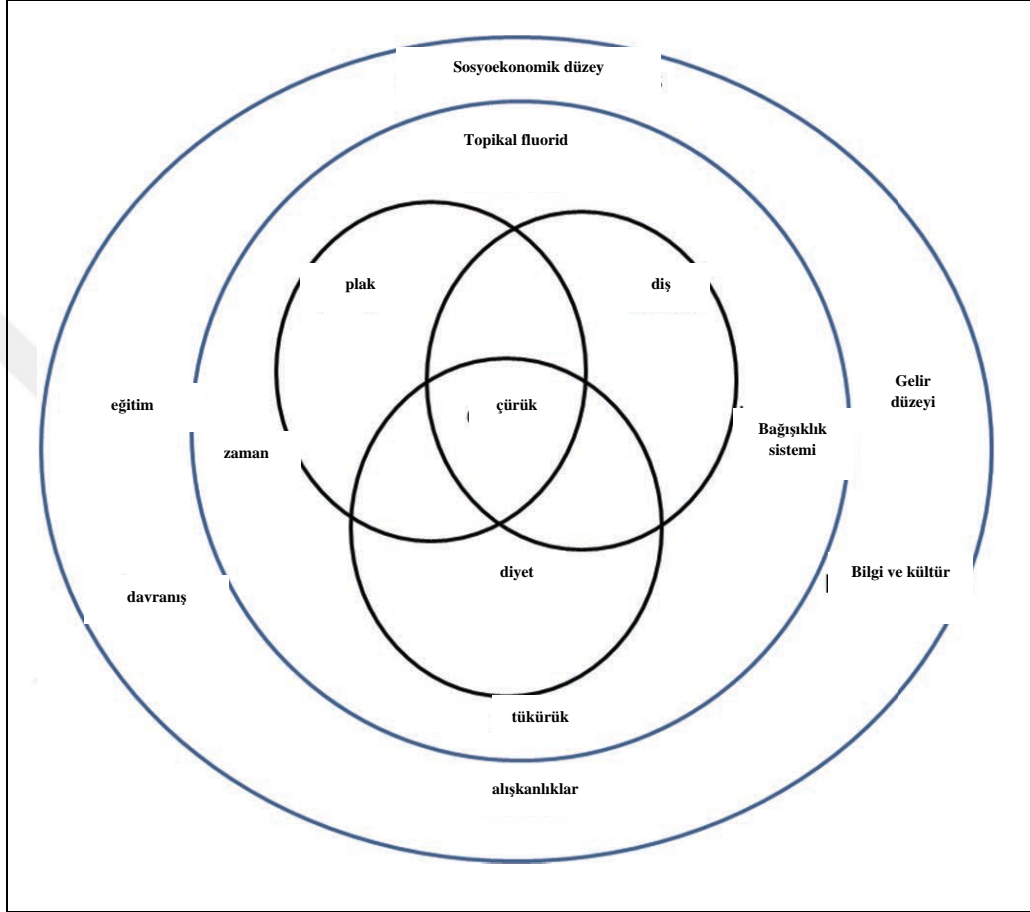 Sosyoekonomik düzey
Topikal fluorid
plak
diş
Gelir
düzeyi
eğitim
çürük
Bağışıklık
sistemi
zaman
diyet
Bilgi ve kültür
davranış
tükürük
alışkanlıklar